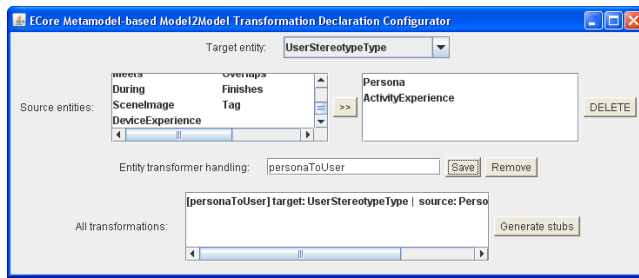 ECore Metamodel-based Model2Model Transformation Declaration Configurator
Target entity: UserStereotypeType
Source entities:
Meets Overlaps
During Finishes
SceneImage Tag
DeviceExperience
>>
Persona
ActivityExperience
DELETE
Entity transformer handling: personaToUser Save Remove
All transformations:
[personaToUser] target: UserStereotypeType | source: Perso
Generate stubs